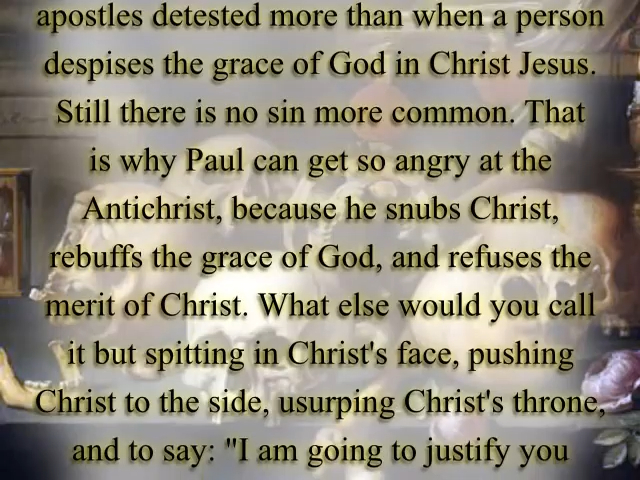 apostles detested more than when a person
despises the grace of God in Christ Jesus.
Still there is no sin more common. That
is why Paul can get so angry at the
Antichrist, because he snubs Christ,
rebuffs the grace of God, and refuses the
merit of Christ. What else would you call
it but spitting in Christ's face, pushing
Christ to the side, usurping Christ's throne,
and to say: "I am going to justify you